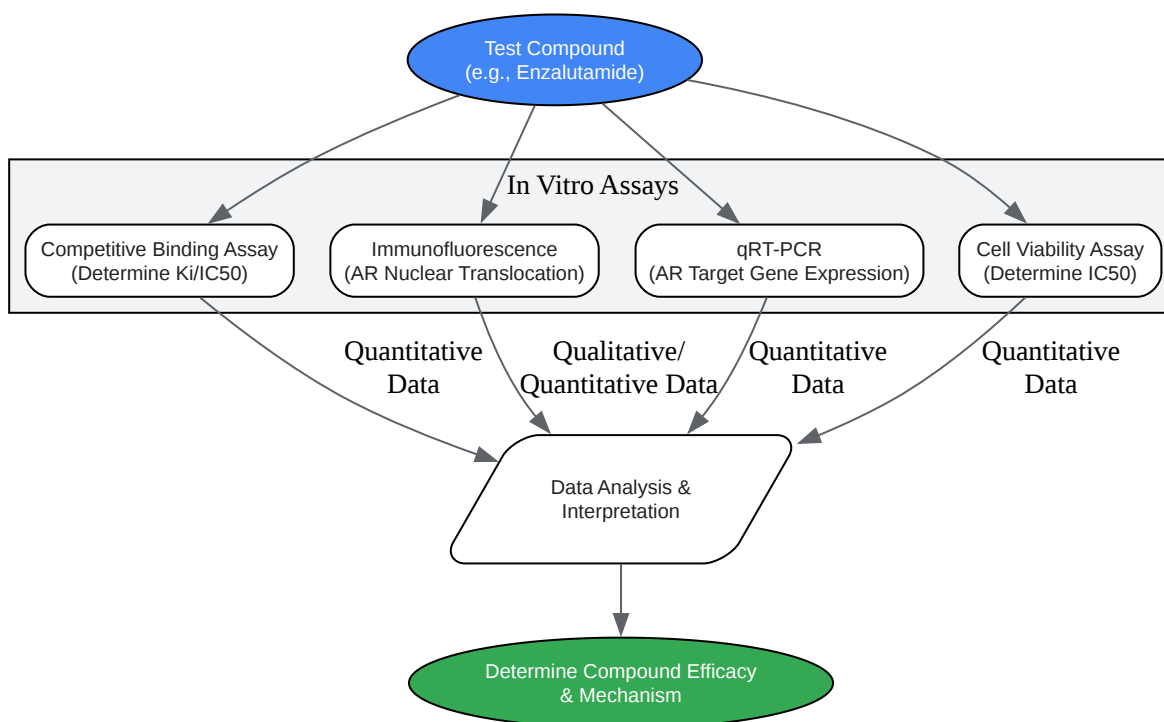 Test Compound
(e.g., Enzalutamide)
In Vitro Assays
Competitive Binding Assay
(Determine Ki/IC50)
Immunofluorescence
(AR Nuclear Translocation)
qRT-PCR
(AR Target Gene Expression)
Cell Viability Assay
(Determine IC50)
Quantitative
Data
Qualitative/
Quantitative Data
Quantitative
Data
Quantitative
Data
Data Analysis &
Interpretation
Determine Compound Efficacy
& Mechanism